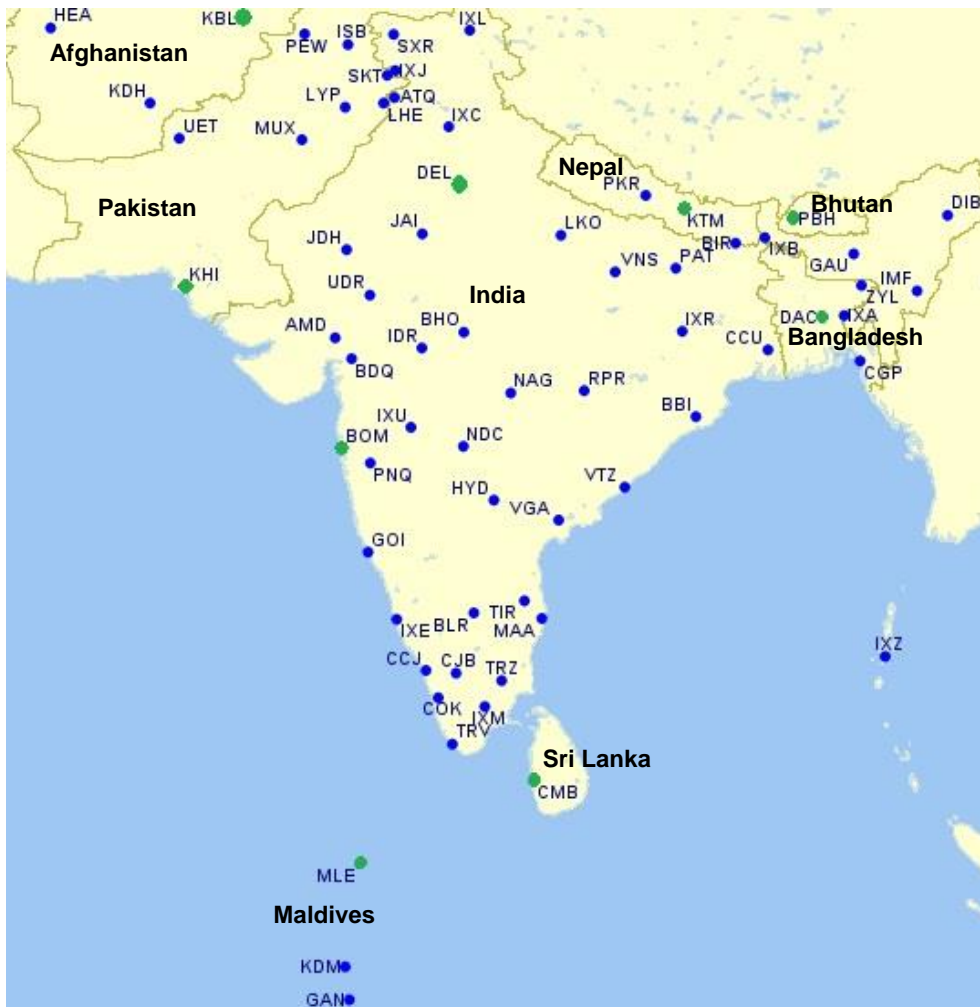 HEA
KBL
ISB
IXL
PEW
SXR
Afghanistan
SKT
IXJ
KDH
LYP
ATQ
LHE
IXC
UET
MUX
DEL
Nepal
PKR
Pakistan
Bhutan
DIB
KTM
PBH
JAI
LKO
JDH
BIR
IXB
VNS
PAT
GAU
KHI
UDR
IMF
India
ZYL
AMD
BHO
IXR
DAC
IXA
IDR
CCU
Bangladesh
BDQ
CGP
NAG
RPR
BBI
IXU
BOM
NDC
PNQ
VTZ
HYD
VGA
GOI
TIR
IXE
BLR
MAA
IXZ
CCJ
CJB
TRZ
COK
IXM
TRV
Sri Lanka
CMB
MLE
Maldives
KDM
GAN